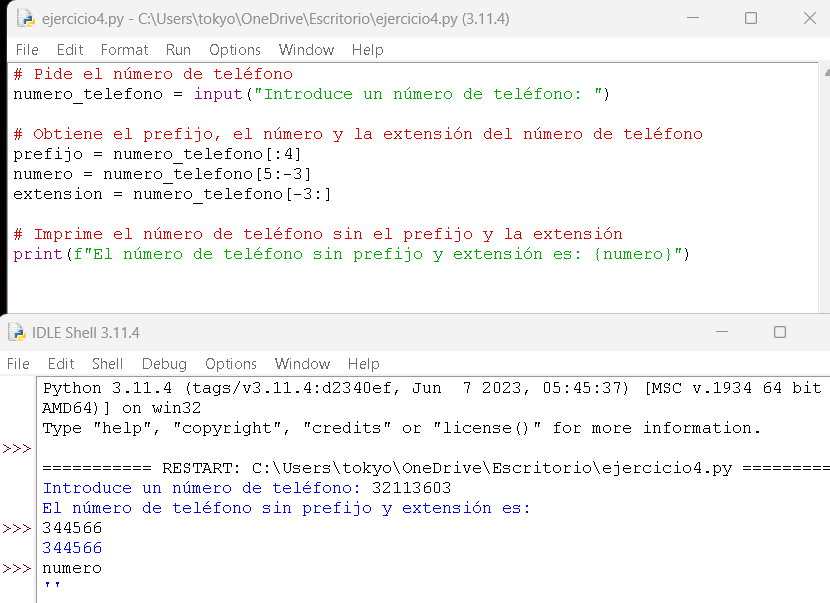 ejercicio4.py - C:\Users\tokyo\OneDrive\Escritorio\ejercicio4.py (3.11.4)
File Edit Format Run Options Window Help
# Pide el número de teléfono
numero_telefono = input("Introduce un número de teléfono: ")
# Obtiene el prefijo, el número y la extensión del número de teléfono
prefijo = numero_telefono[:4]
numero = numero_telefono[5:-3]
extension = numero_telefono[-3:]
# Imprime el número de teléfono sin el prefijo y la extensión
print(f"El número de teléfono sin prefijo y extensión es: {numero}")
IDLE Shell 3.11.4
File Edit Shell Debug Options Window Help
Python 3.11.4 (tags/v3.11.4:d2340ef, Jun  7 2023, 05:45:37) [MSC v.1934 64 bit
AMD64)] on win32
Type "help", "copyright", "credits" or "license()" for more information.
>>>
=========== RESTART: C:\Users\tokyo\OneDrive\Escritorio\ejercicio4.py =========
Introduce un número de teléfono: 32113603
El número de teléfono sin prefijo y extensión es:
>>> 344566
344566
>>> numero
''